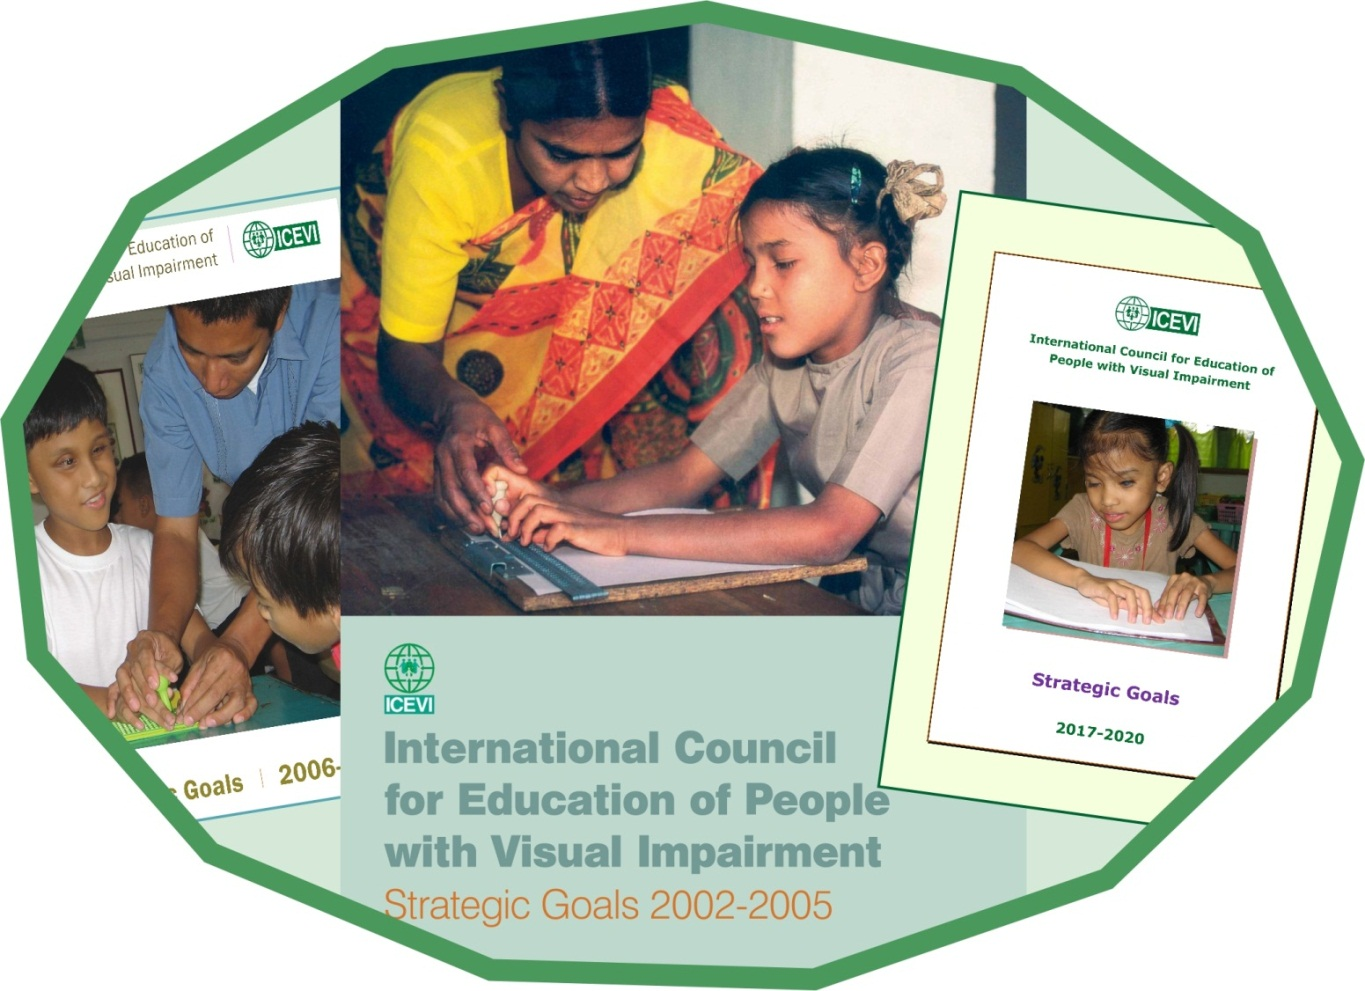 Education of
sual Impairment
ICEVI
Goals | 2006-
ICEVI
International Council
for Education of People
with Visual Impairment
Strategic Goals 2002-2005
ICEVI
International Council for Education of
People with Visual Impairment
Strategic Goals
2017-2020